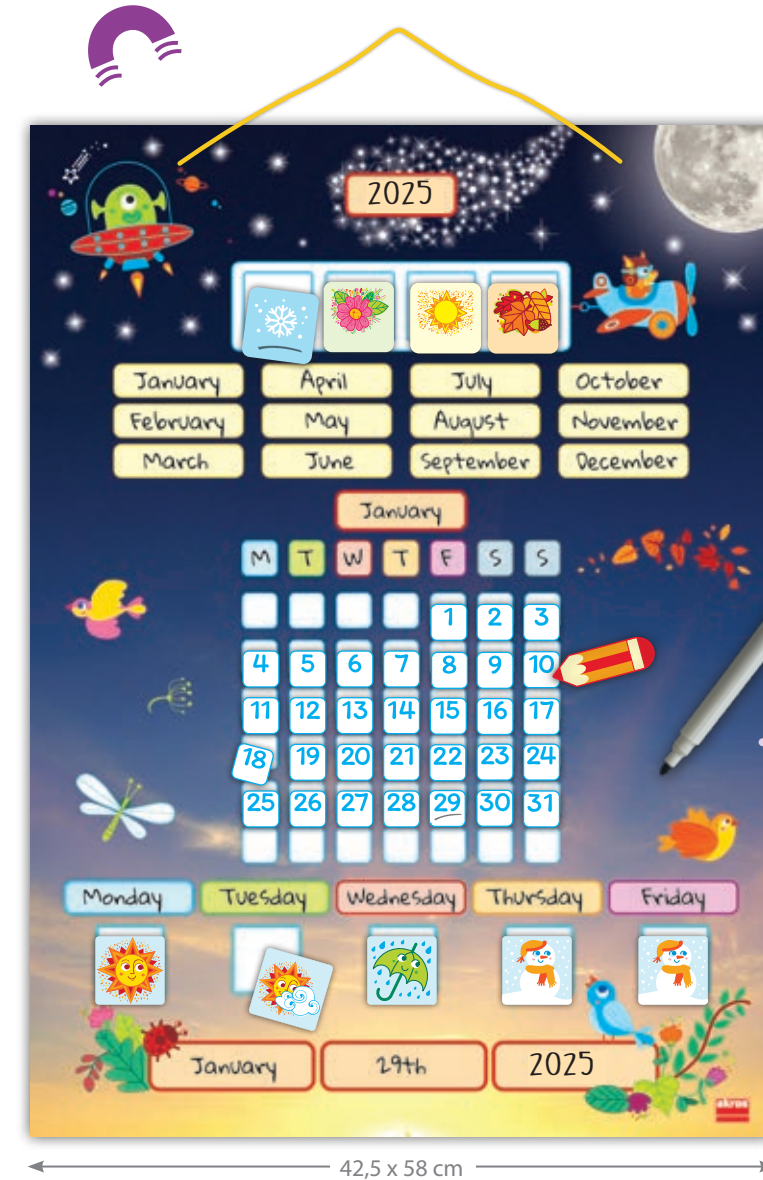 2025
January April July October
February May August November
March June September December
January
M T W T F S S
1 2 3
4 5 6 7 8 9 10
11 12 13 14 15 16 17
18 19 20 21 22 23 24
25 26 27 28 29 30 31
Monday Tuesday Wednesday Thursday Friday
January 29th 2025
akros
42,5 x 58 cm